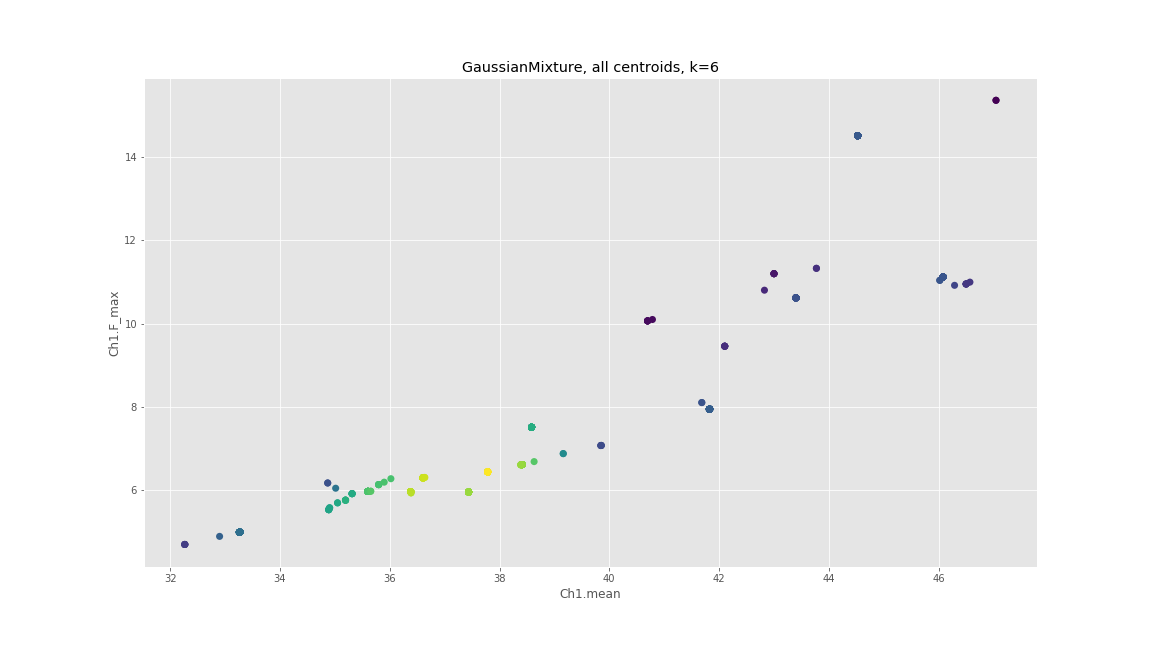 GaussianMixture, all centroids, k=6
14
12
10
8
6
Ch1.F_max
32 34 36 38 40 42 44 46
Ch1.mean